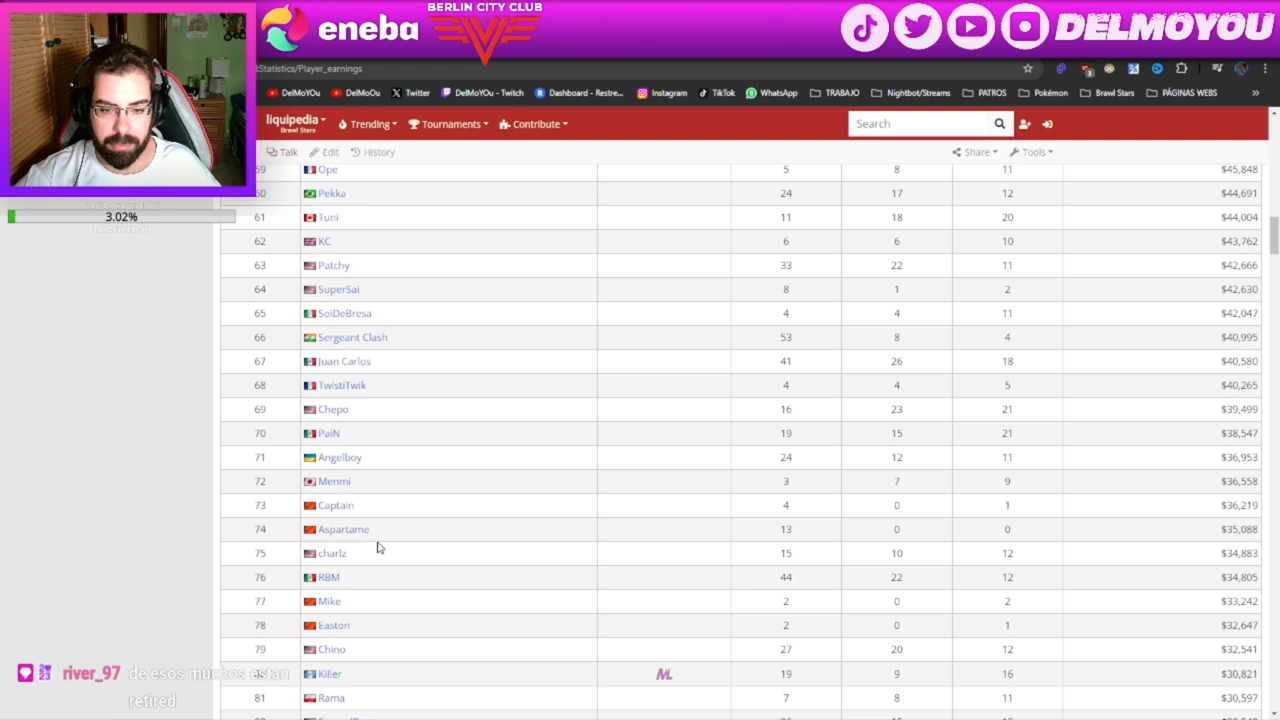 BERLIN CITY CLUB
eneba
DELMOYOU
:Statistics/Player_earnings
DelMoYOu DelMoOu Twitter DelMoYOu - Twitch Dashboard - Restre... Instagram TikTok WhatsApp TRABAJO Nightbot/Streams PATROS Pokémon Brawl Stars PÁGINAS WEBS »
liquipedia Brawl Stars Trending Tournaments Contribute Search
Talk Edit History Share Tools
59 Ope 5 8 11 $45,848
60 Pekka 24 17 12 $44,691
3.02%
61 Tuni 11 18 20 $44,004
62 KC 6 6 10 $43,762
63 Patchy 33 22 11 $42,666
64 SuperSai 8 1 2 $42,630
65 SoiDeBresa 4 4 11 $42,047
66 Sergeant Clash 53 8 4 $40,995
67 Juan Carlos 41 26 18 $40,580
68 TwistiTwik 4 4 5 $40,265
69 Chepo 16 23 21 $39,499
70 PaiN 19 15 21 $38,547
71 Angelboy 24 12 11 $36,953
72 Menmi 3 7 9 $36,558
73 Captain 4 0 1 $36,219
74 Aspartame 13 0 0 $35,088
75 charlz 15 10 12 $34,883
76 RBM 44 22 12 $34,805
77 Mike 2 0 2 $33,242
78 Easton 2 0 1 $32,647
79 Chino 27 20 12 $32,541
Killer 19 9 16 $30,821
81 Rama 7 8 11 $30,597
river_97 de esos muchos estan
retired